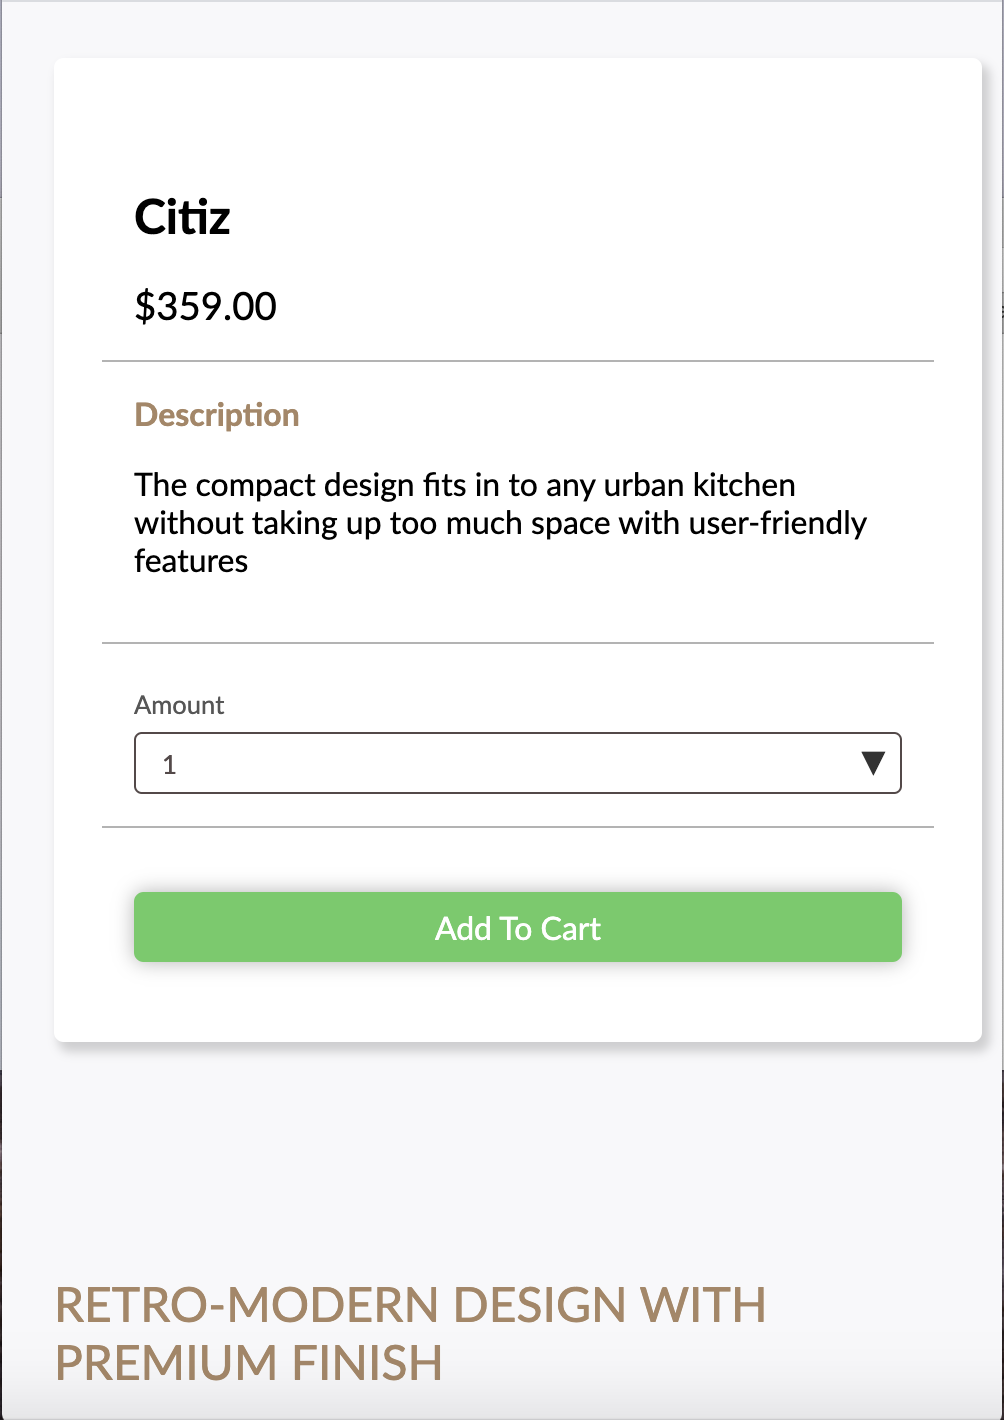 Citiz
$359.00
Description
The compact design fits in to any urban kitchen
without taking up too much space with user-friendly
features
Amount
1
Add To Cart
RETRO-MODERN DESIGN WITH
PREMIUM FINISH